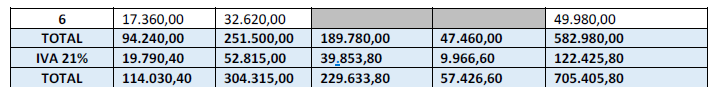 6 17.360,00 32.620,00 49.980,00
TOTAL 94.240,00 251.500,00 189.780,00 47.460,00 582.980,00
IVA 21% 19.790,40 52.815,00 39.853,80 9.966,60 122.425,80
TOTAL 114.030,40 304.315,00 229.633,80 57.426,60 705.405,80